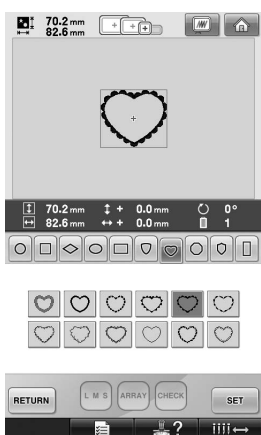 70.2 mm
82.6 mm
70.2 mm + 0.0 mm 0°
82.6 mm + 0.0 mm 1
RETURN L M S ARRAY CHECK SET
?